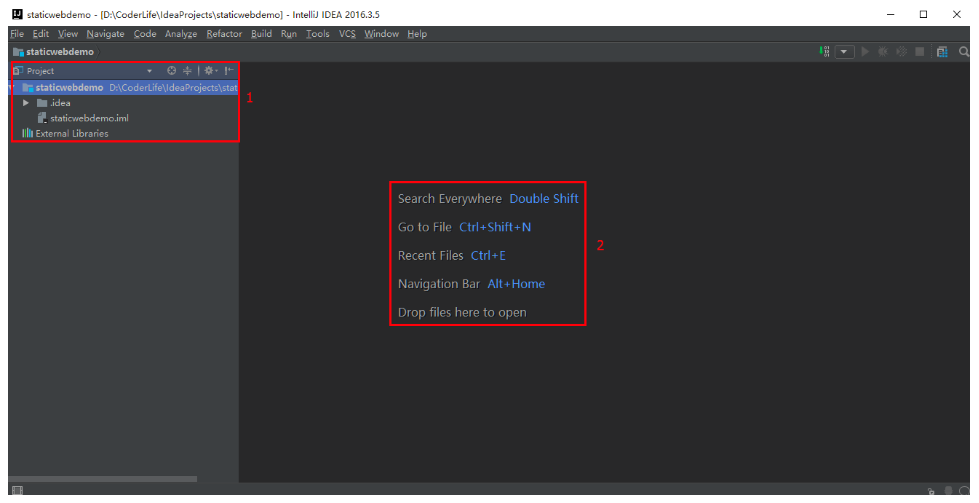 staticwebdemo - [D:\CoderLife\IdeaProjects\staticwebdemo] - IntelliJ IDEA 2016.3.5
File Edit View Navigate Code Analyze Refactor Build Run Tools VCS Window Help
staticwebdemo
Project
staticwebdemo D:\CoderLife\IdeaProjects\stat
1
.idea
staticwebdemo.iml
External Libraries
Search Everywhere Double Shift
Go to File Ctrl+Shift+N
2
Recent Files Ctrl+E
Navigation Bar Alt+Home
Drop files here to open